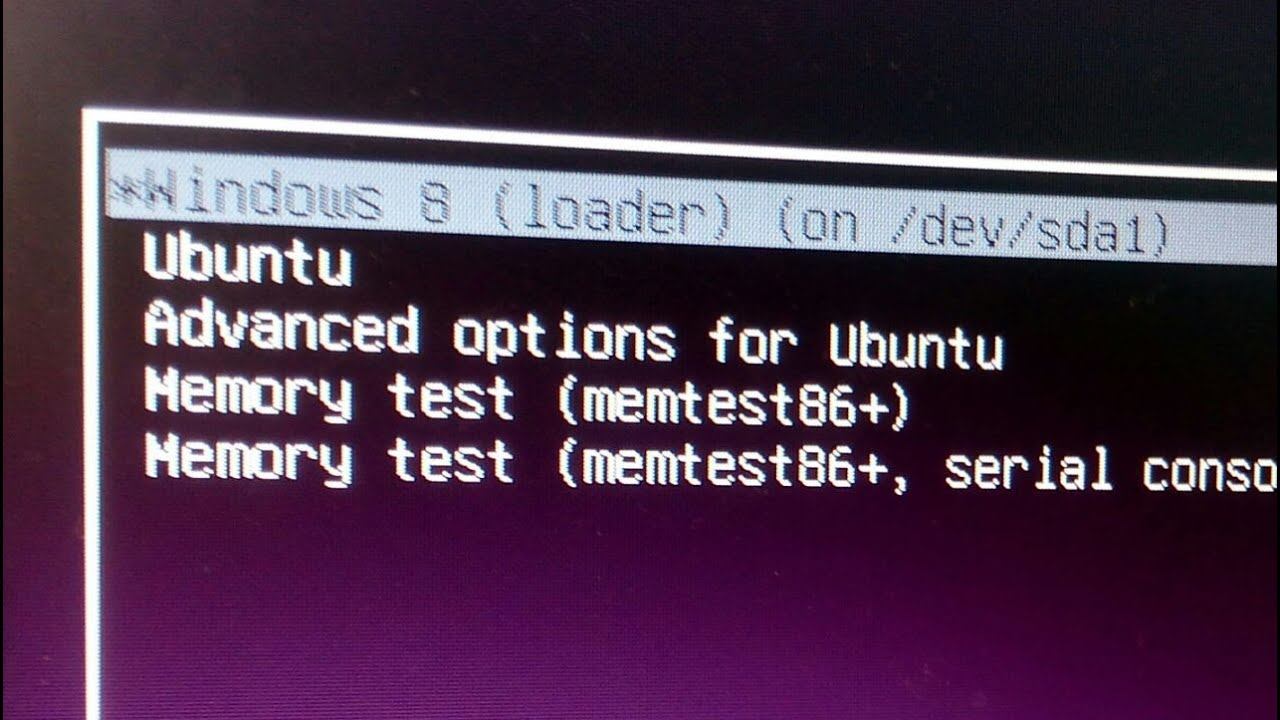 *Windows 8 (loader) (on /dev/sda1)
Ubuntu
Advanced options for Ubuntu
Memory test (memtest86+)
Memory test (memtest86+, serial conso